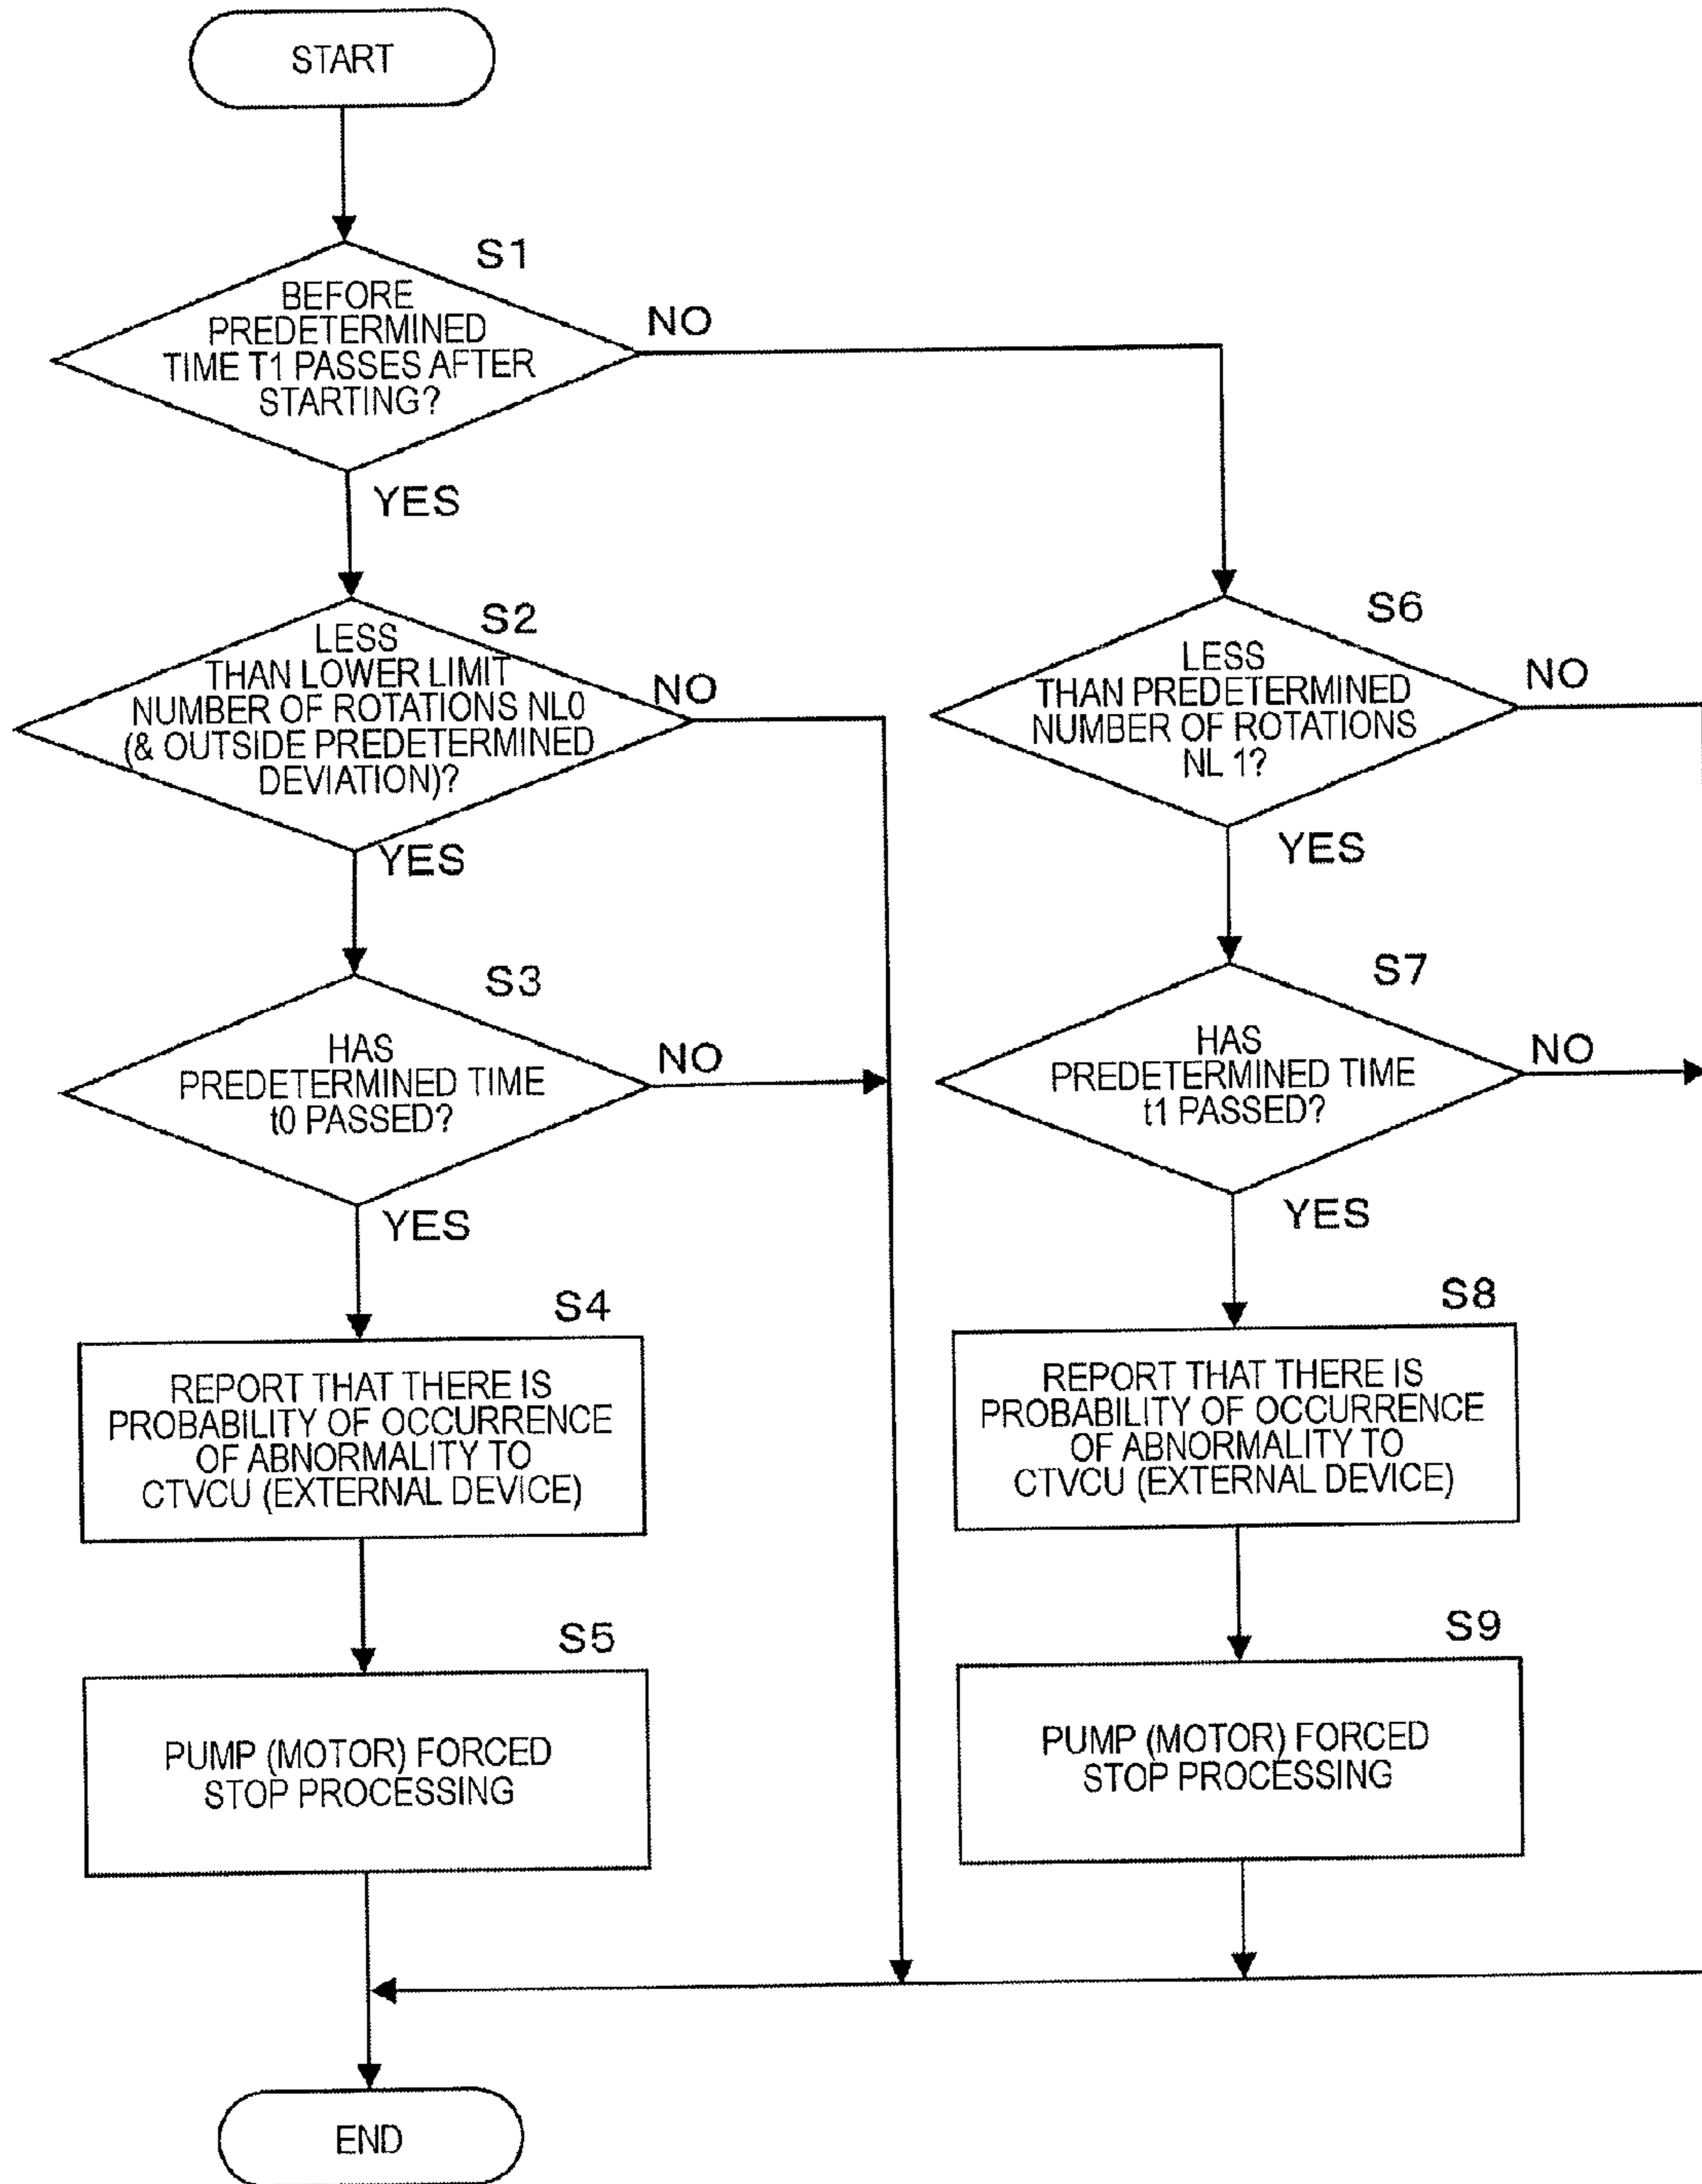 START
S1
BEFORE
PREDETERMINED
TIME T1 PASSES AFTER
STARTING?
NO
YES
S2
LESS
THAN LOWER LIMIT
NUMBER OF ROTATIONS NL0
(& OUTSIDE PREDETERMINED
DEVIATION)?
NO
YES
S3
HAS
PREDETERMINED TIME
t0 PASSED?
NO
YES
S4
REPORT THAT THERE IS
PROBABILITY OF OCCURRENCE
OF ABNORMALITY TO
CTVCU (EXTERNAL DEVICE)
S5
PUMP (MOTOR) FORCED
STOP PROCESSING
S6
LESS
THAN PREDETERMINED
NUMBER OF ROTATIONS
NL 1?
NO
YES
S7
HAS
PREDETERMINED TIME
t1 PASSED?
NO
YES
S8
REPORT THAT THERE IS
PROBABILITY OF OCCURRENCE
OF ABNORMALITY TO
CTVCU (EXTERNAL DEVICE)
S9
PUMP (MOTOR) FORCED
STOP PROCESSING
END